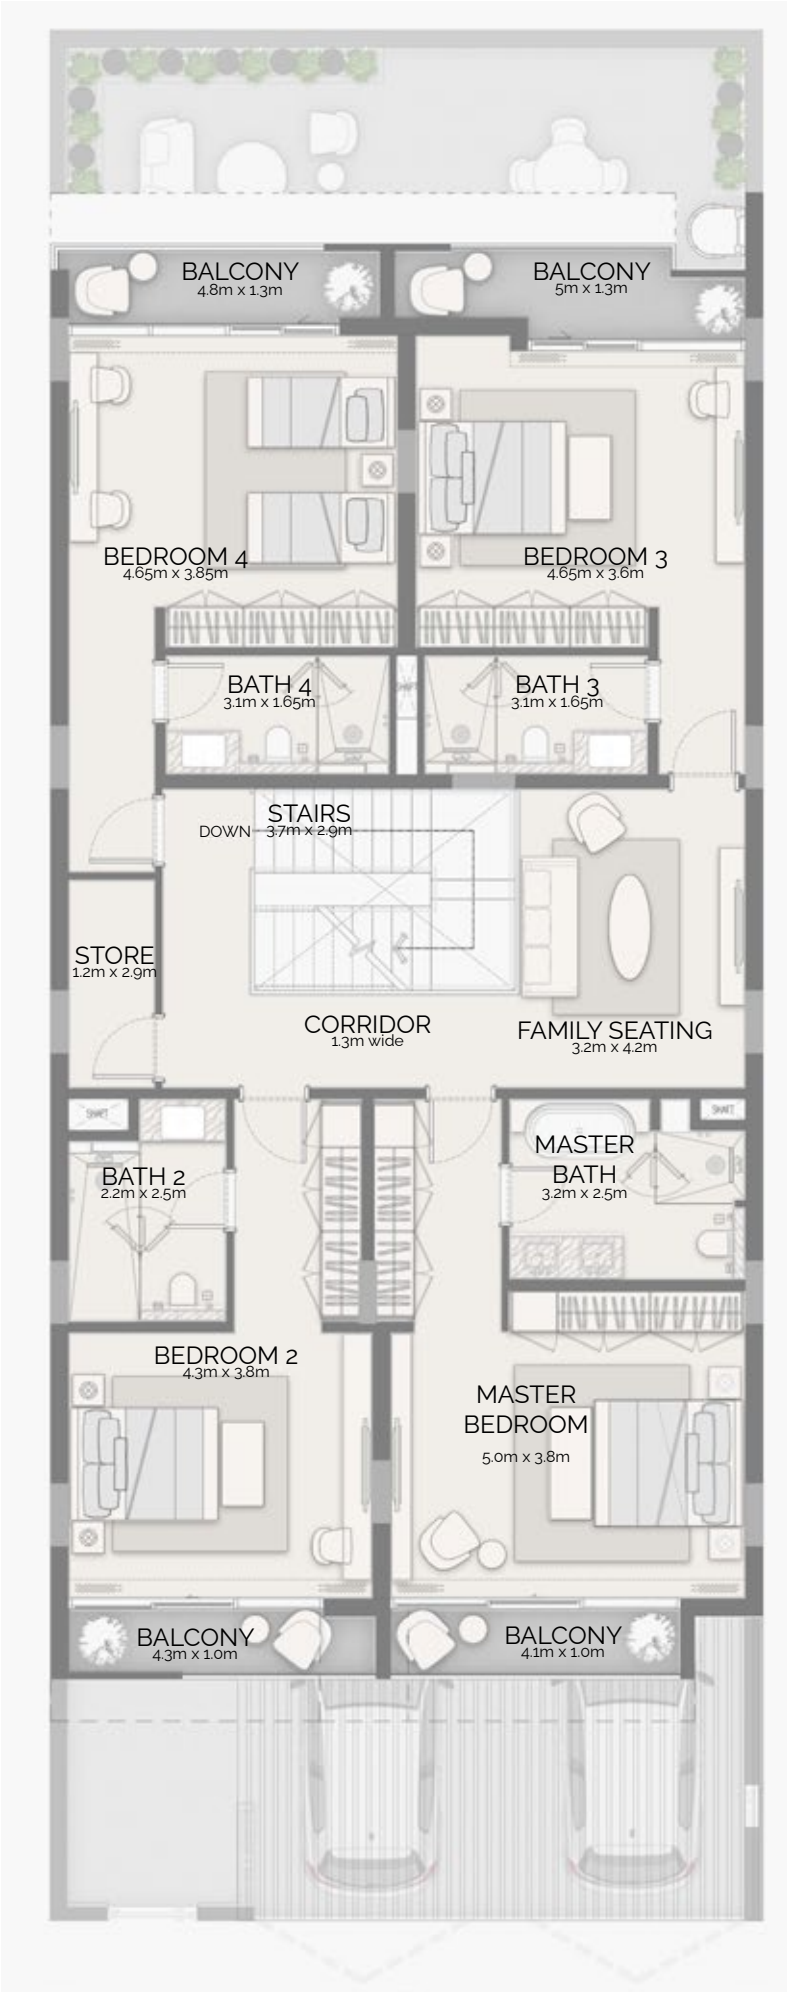 BALCONY
4.8m x 1.3m
BALCONY
5m x 1.3m
BEDROOM 4
4.65m x 3.85m
BEDROOM 3
4.65m x 3.6m
BATH 4
3.1m x 1.65m
SHAFT
BATH 3
3.1m x 1.65m
STAIRS
DOWN
3.7m x 2.9m
STORE
1.2m x 2.9m
CORRIDOR
1.3m wide
FAMILY SEATING
3.2m x 4.2m
SHAFT
SHAFT
BATH 2
2.2m x 2.5m
MASTER
BATH
3.2m x 2.5m
BEDROOM 2
4.3m x 3.8m
MASTER
BEDROOM
5.0m x 3.8m
BALCONY
4.3m x 1.0m
BALCONY
4.1m x 1.0m